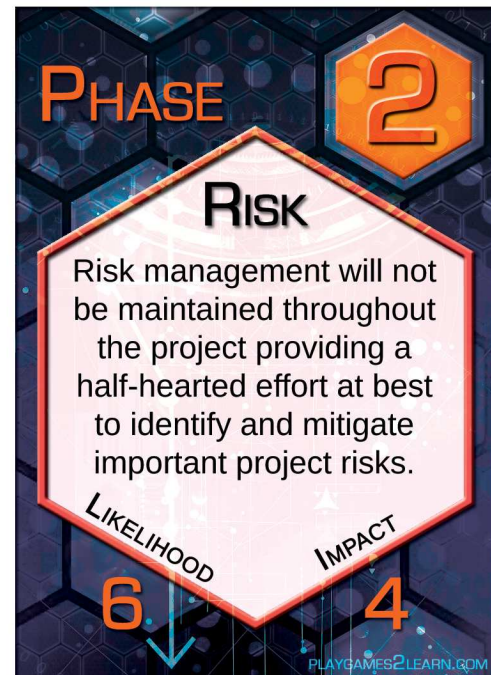 PHASE 2
RISK
Risk management will not
be maintained throughout
the project providing a
half-hearted effort at best
to identify and mitigate
important project risks.
LIKELIHOOD
IMPACT
6
4
PLAYGAMES2LEARN.COM